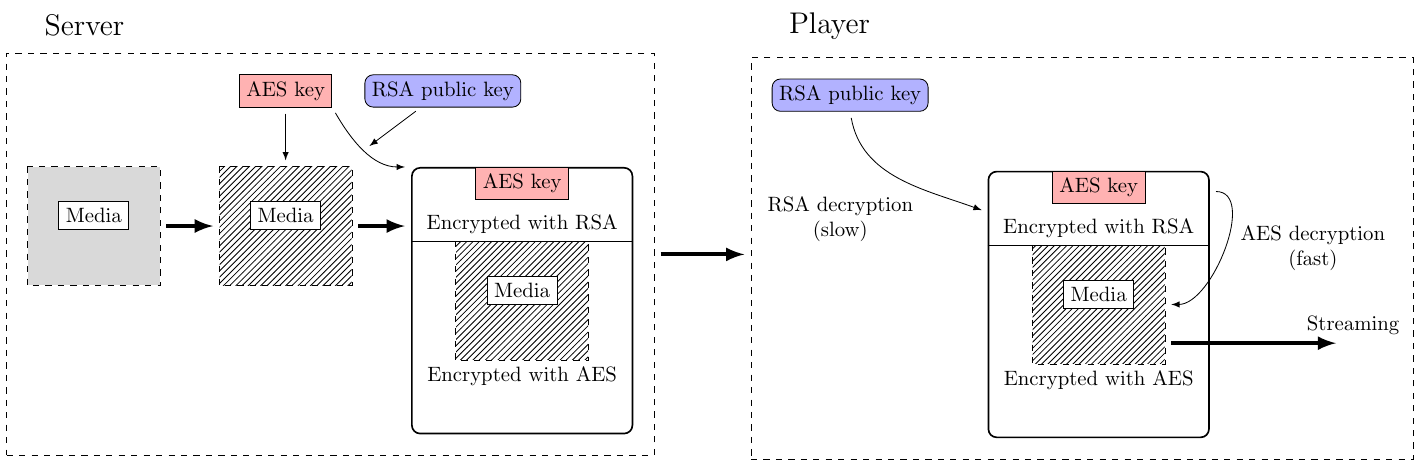 Server
AES key
RSA public key
Media
Media
AES key
Encrypted with RSA
Media
Encrypted with AES
Player
RSA public key
RSA decryption
(slow)
AES key
Encrypted with RSA
Media
Encrypted with AES
AES decryption
(fast)
Streaming